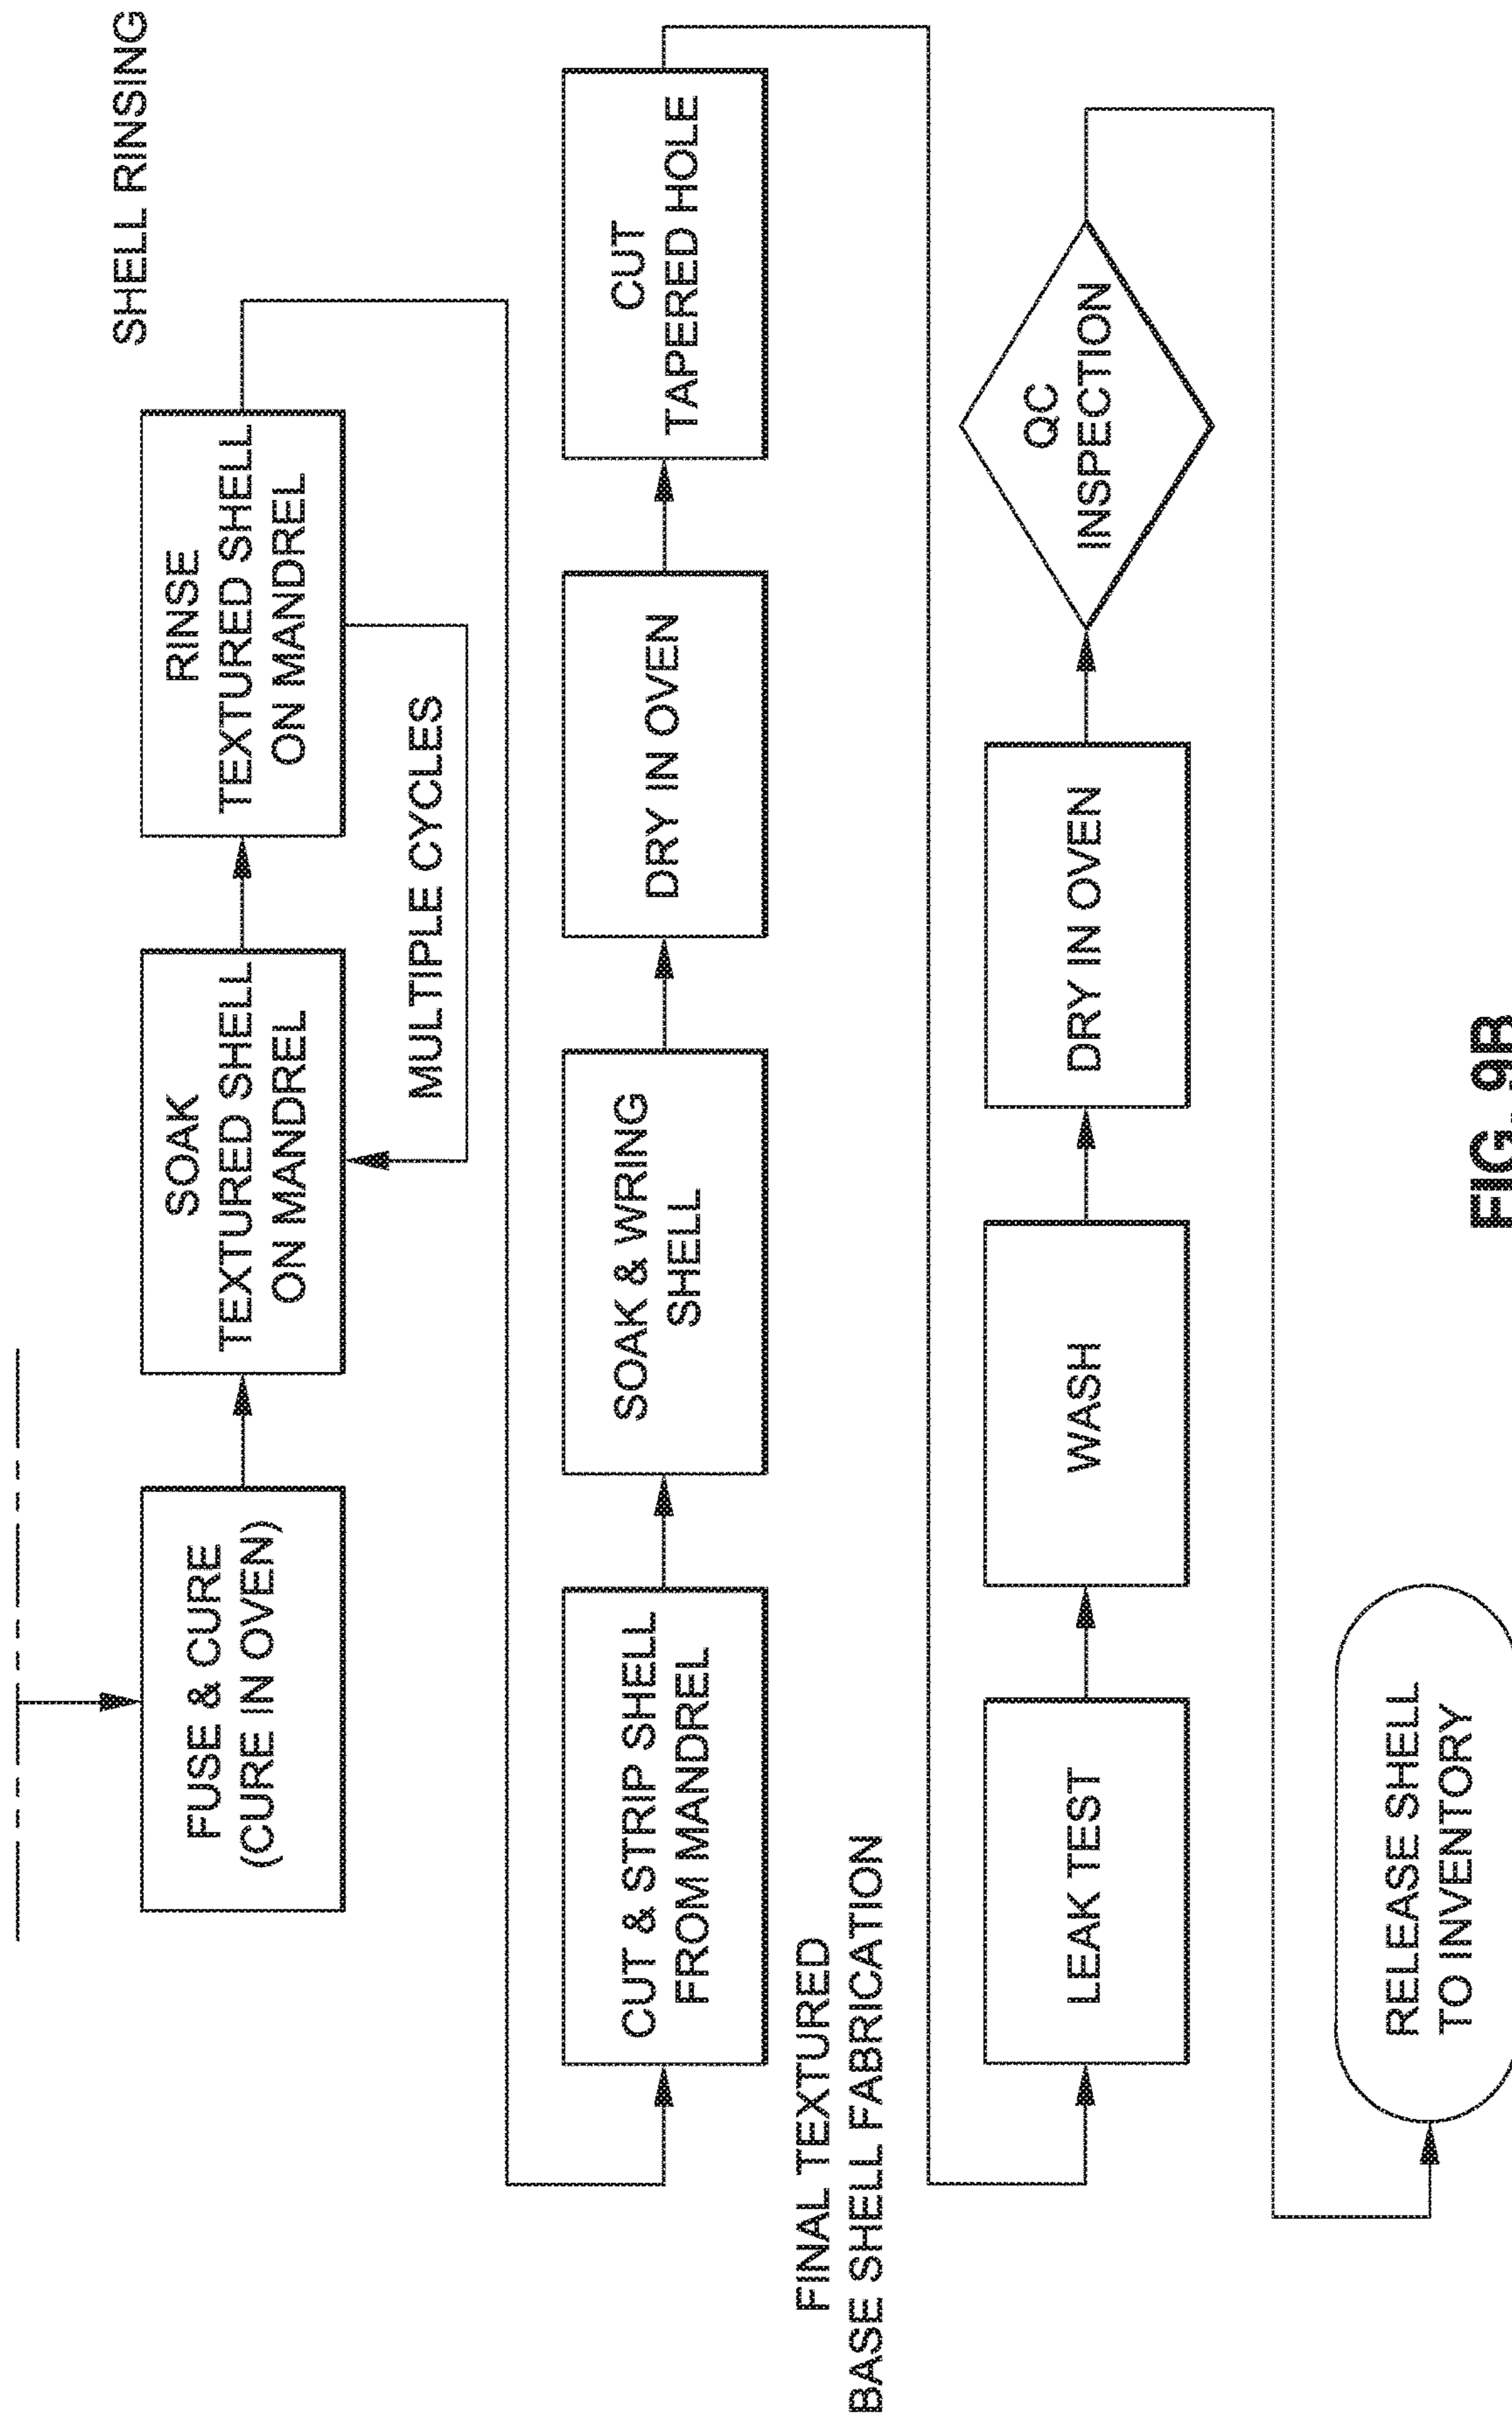 SHELL RINSING
FUSE & CURE
(CURE IN OVEN)
SOAK
TEXTURED SHELL
ON MANDREL
RINSE
TEXTURED SHELL
ON MANDREL
MULTIPLE CYCLES
CUT & STRIP SHELL
FROM MANDREL
SOAK & WRING
SHELL
DRY IN OVEN
CUT
TAPERED HOLE
FINAL TEXTURED
BASE SHELL FABRICATION
LEAK TEST
WASH
DRY IN OVEN
QC
INSPECTION
RELEASE SHELL
TO INVENTORY
FIG. 9B